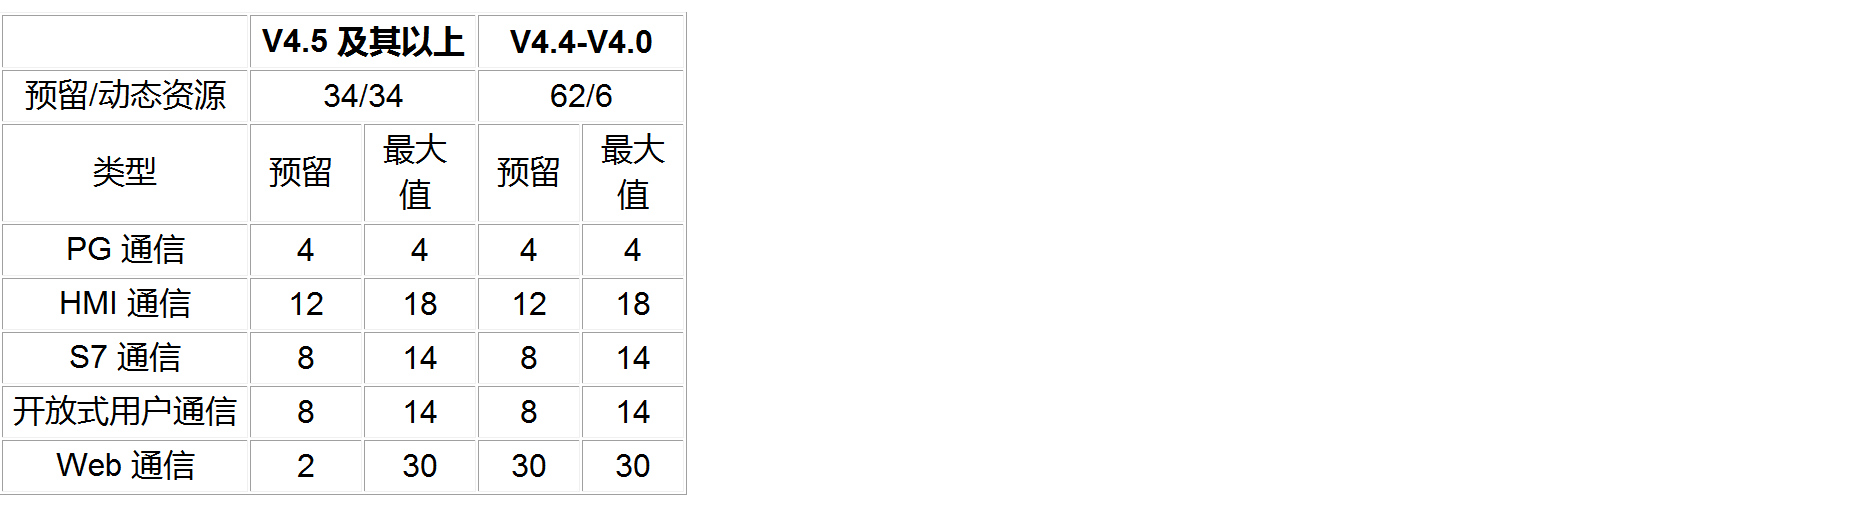 V4.5 及其以上 V4.4-V4.0
预留/动态资源 34/34 62/6
类型 预留 最大值 预留 最大值
PG 通信 4 4 4 4
HMI 通信 12 18 12 18
S7 通信 8 14 8 14
开放式用户通信 8 14 8 14
Web 通信 2 30 30 30